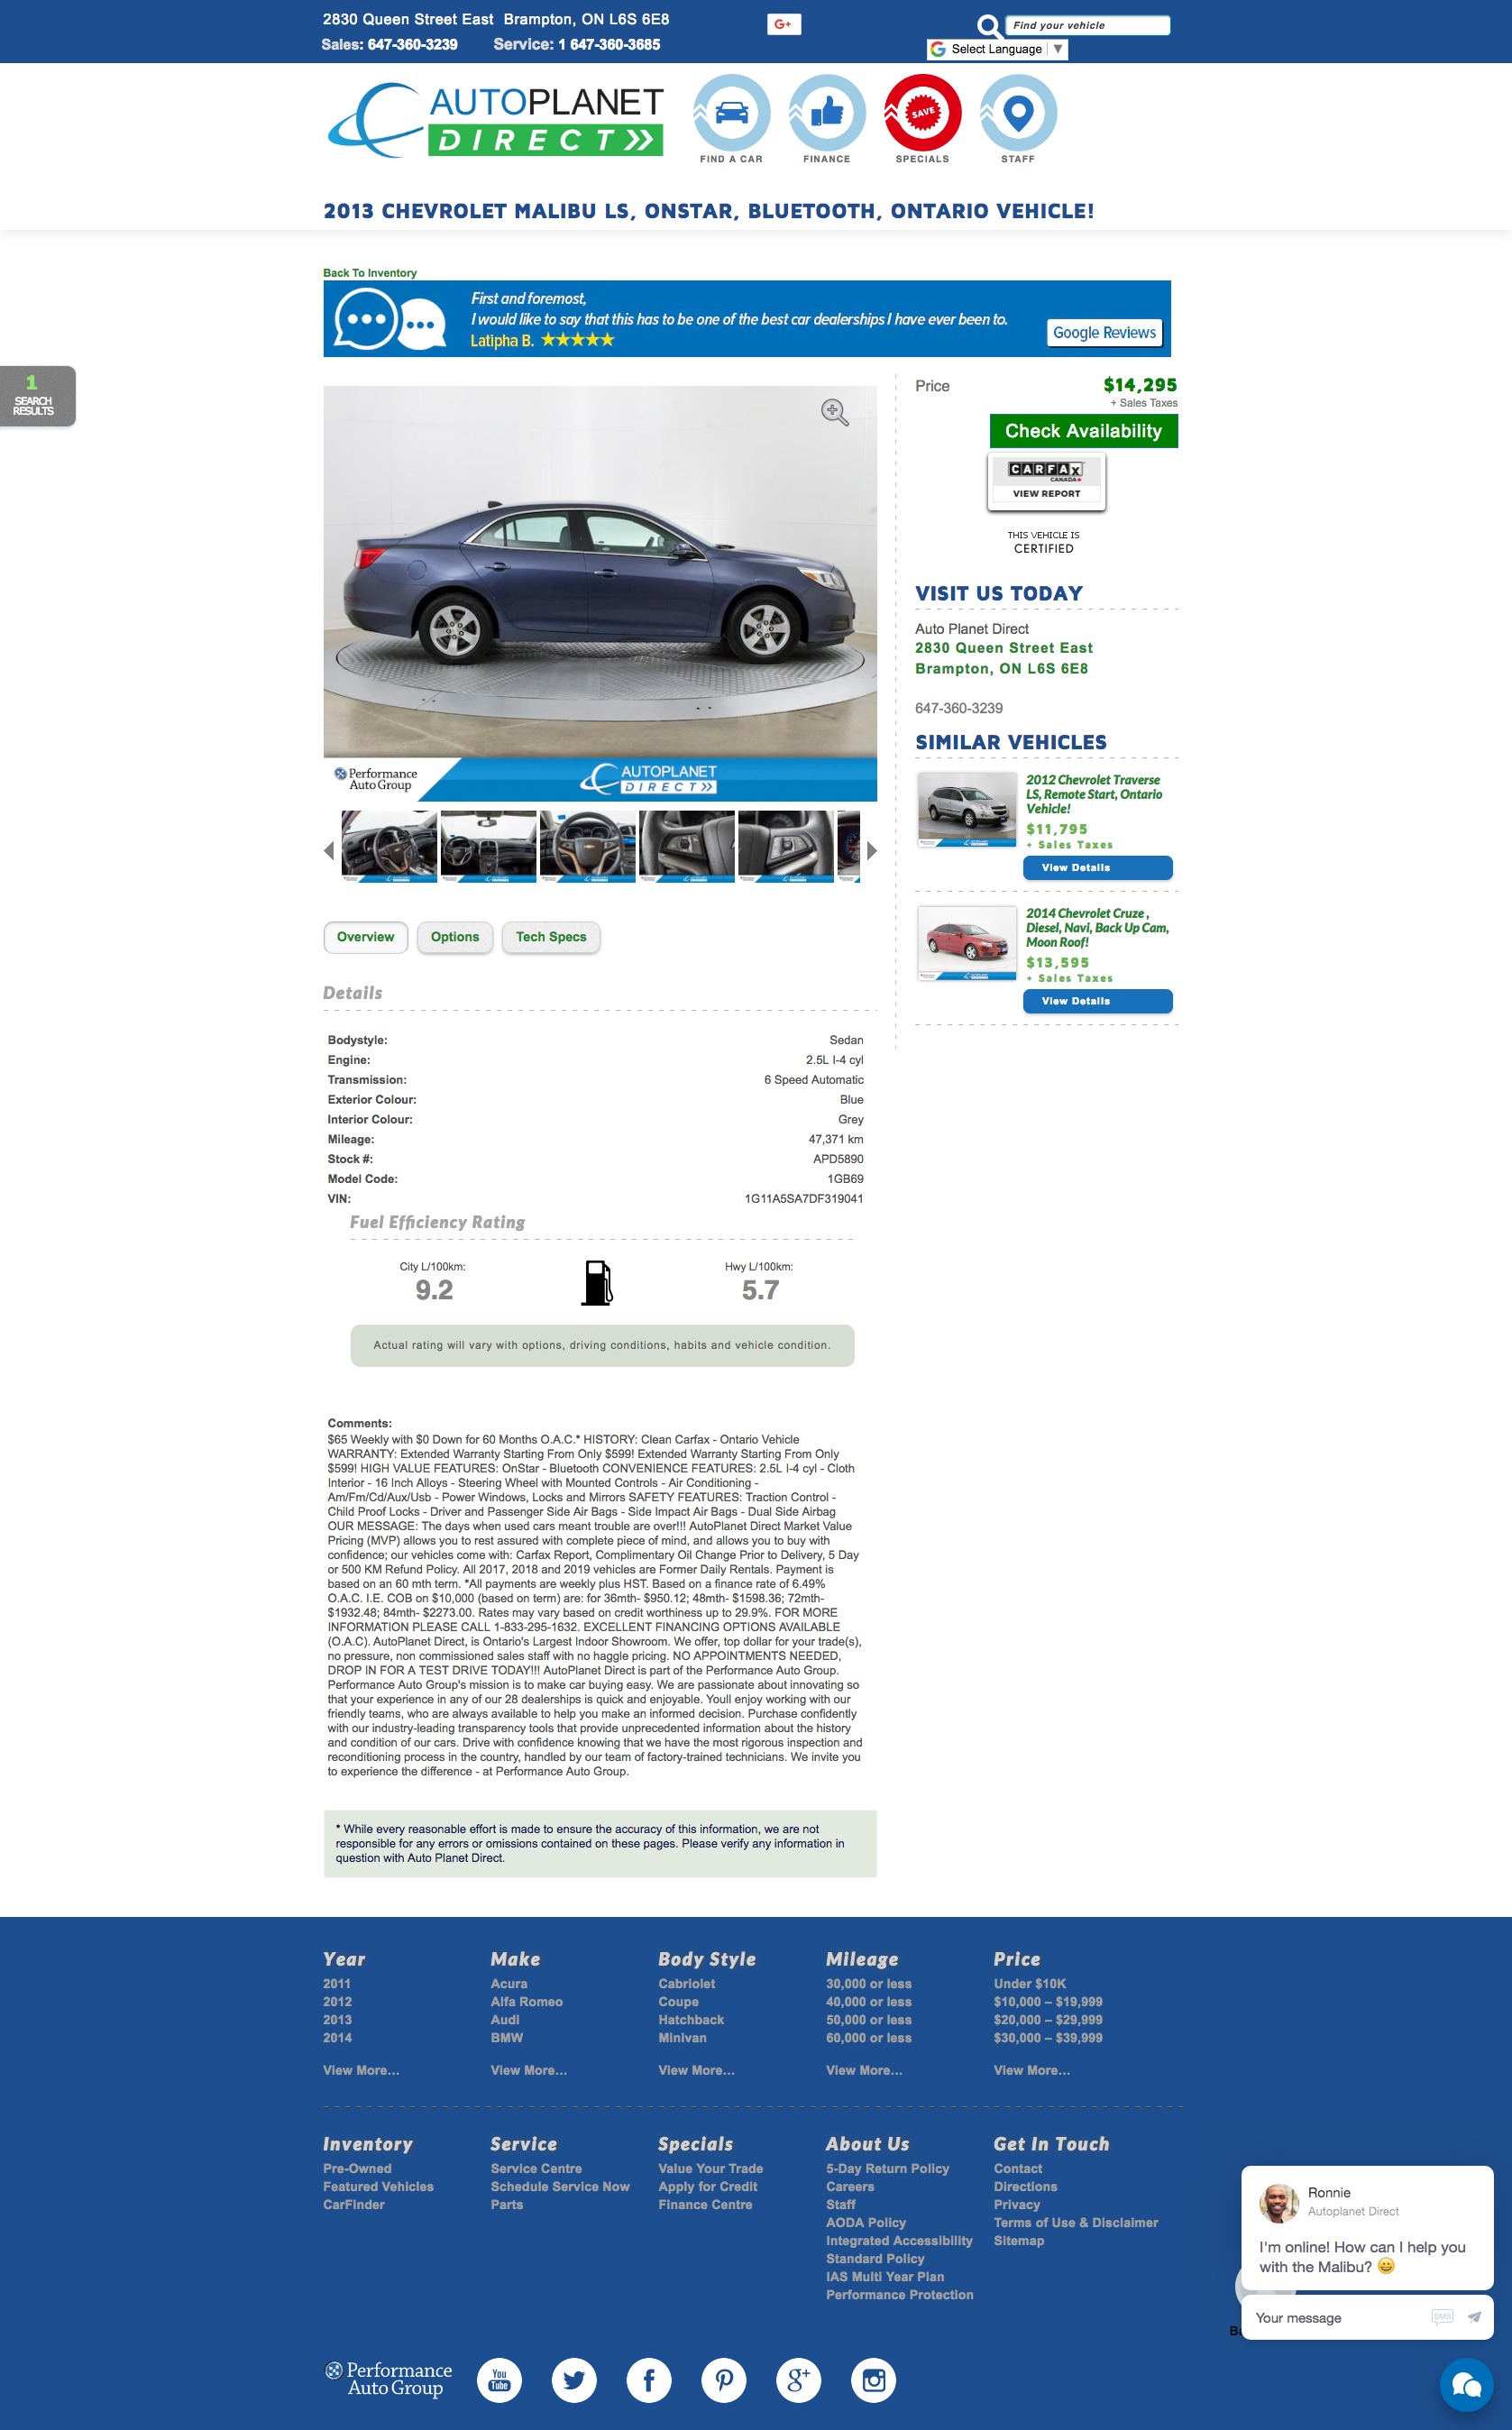 2830 Queen Street East Brampton, ON L6S 6E8
Sales: 647-360-3239 Service: 1 647-360-3685
G+
Find your vehicle
G Select Language ▼
AUTOPLANET
DIRECT
SAVE
FIND A CAR FINANCE SPECIALS STAFF
2013 CHEVROLET MALIBU LS, ONSTAR, BLUETOOTH, ONTARIO VEHICLE!
Back To Inventory
First and foremost,
I would like to say that this has to be one of the best car dealerships I have ever been to.
Latipha B. ★★★★★
Google Reviews
1
SEARCH
RESULTS
Performance
Auto Group
AUTOPLANET
DIRECT
Overview Options Tech Specs
Details
Bodystyle: Sedan
Engine: 2.5L I-4 cyl
Transmission: 6 Speed Automatic
Exterior Colour: Blue
Interior Colour: Grey
Mileage: 47,371 km
Stock #: APD5890
Model Code: 1GB69
VIN: 1G11A5SA7DF319041
Fuel Efficiency Rating
City L/100km: Hwy L/100km:
9.2 5.7
Actual rating will vary with options, driving conditions, habits and vehicle condition.
Comments:
$65 Weekly with $0 Down for 60 Months O.A.C.* HISTORY: Clean Carfax - Ontario Vehicle
WARRANTY: Extended Warranty Starting From Only $599! Extended Warranty Starting From Only
$599! HIGH VALUE FEATURES: OnStar - Bluetooth CONVENIENCE FEATURES: 2.5L I-4 cyl - Cloth
Interior - 16 Inch Alloys - Steering Wheel with Mounted Controls - Air Conditioning -
Am/Fm/Cd/Aux/Usb - Power Windows, Locks and Mirrors SAFETY FEATURES: Traction Control -
Child Proof Locks - Driver and Passenger Side Air Bags - Side Impact Air Bags - Dual Side Airbag
OUR MESSAGE: The days when used cars meant trouble are over!!! AutoPlanet Direct Market Value
Pricing (MVP) allows you to rest assured with complete piece of mind, and allows you to buy with
confidence; our vehicles come with: Carfax Report, Complimentary Oil Change Prior to Delivery, 5 Day
or 500 KM Refund Policy. All 2017, 2018 and 2019 vehicles are Former Daily Rentals. Payment is
based on an 60 mth term. *All payments are weekly plus HST. Based on a finance rate of 6.49%
O.A.C. I.E. COB on $10,000 (based on term) are: for 36mth- $950.12; 48mth- $1598.36; 72mth-
$1932.48; 84mth- $2273.00. Rates may vary based on credit worthiness up to 29.9%. FOR MORE
INFORMATION PLEASE CALL 1-833-295-1632. EXCELLENT FINANCING OPTIONS AVAILABLE
(O.A.C). AutoPlanet Direct, is Ontario's Largest Indoor Showroom. We offer, top dollar for your trade(s),
no pressure, non commissioned sales staff with no haggle pricing. NO APPOINTMENTS NEEDED,
DROP IN FOR A TEST DRIVE TODAY!!! AutoPlanet Direct is part of the Performance Auto Group.
Performance Auto Group's mission is to make car buying easy. We are passionate about innovating so
that your experience in any of our 28 dealerships is quick and enjoyable. Youll enjoy working with our
friendly teams, who are always available to help you make an informed decision. Purchase confidently
with our industry-leading transparency tools that provide unprecedented information about the history
and condition of our cars. Drive with confidence knowing that we have the most rigorous inspection and
reconditioning process in the country, handled by our team of factory-trained technicians. We invite you
to experience the difference - at Performance Auto Group.
* While every reasonable effort is made to ensure the accuracy of this information, we are not
responsible for any errors or omissions contained on these pages. Please verify any information in
question with Auto Planet Direct.
Price $14,295
+ Sales Taxes
Check Availability
CARFAX
CANADA
VIEW REPORT
THIS VEHICLE IS
CERTIFIED
VISIT US TODAY
Auto Planet Direct
2830 Queen Street East
Brampton, ON L6S 6E8
647-360-3239
SIMILAR VEHICLES
2012 Chevrolet Traverse
LS, Remote Start, Ontario
Vehicle!
$11,795
+ Sales Taxes
View Details
2014 Chevrolet Cruze ,
Diesel, Navi, Back Up Cam,
Moon Roof!
$13,595
+ Sales Taxes
View Details
Year Make Body Style Mileage Price
2011 Acura Cabriolet 30,000 or less Under $10K
2012 Alfa Romeo Coupe 40,000 or less $10,000 – $19,999
2013 Audi Hatchback 50,000 or less $20,000 – $29,999
2014 BMW Minivan 60,000 or less $30,000 – $39,999
View More... View More... View More... View More... View More...
Inventory Service Specials About Us Get In Touch
Pre-Owned Service Centre Value Your Trade 5-Day Return Policy Contact
Featured Vehicles Schedule Service Now Apply for Credit Careers Directions
CarFinder Parts Finance Centre Staff Privacy
AODA Policy Terms of Use & Disclaimer
Integrated Accessibility Sitemap
Standard Policy
IAS Multi Year Plan
Performance Protection
Ronnie
Autoplanet Direct
I'm online! How can I help you
with the Malibu? 😀
Your message SMS
Performance
Auto Group
You
Tube